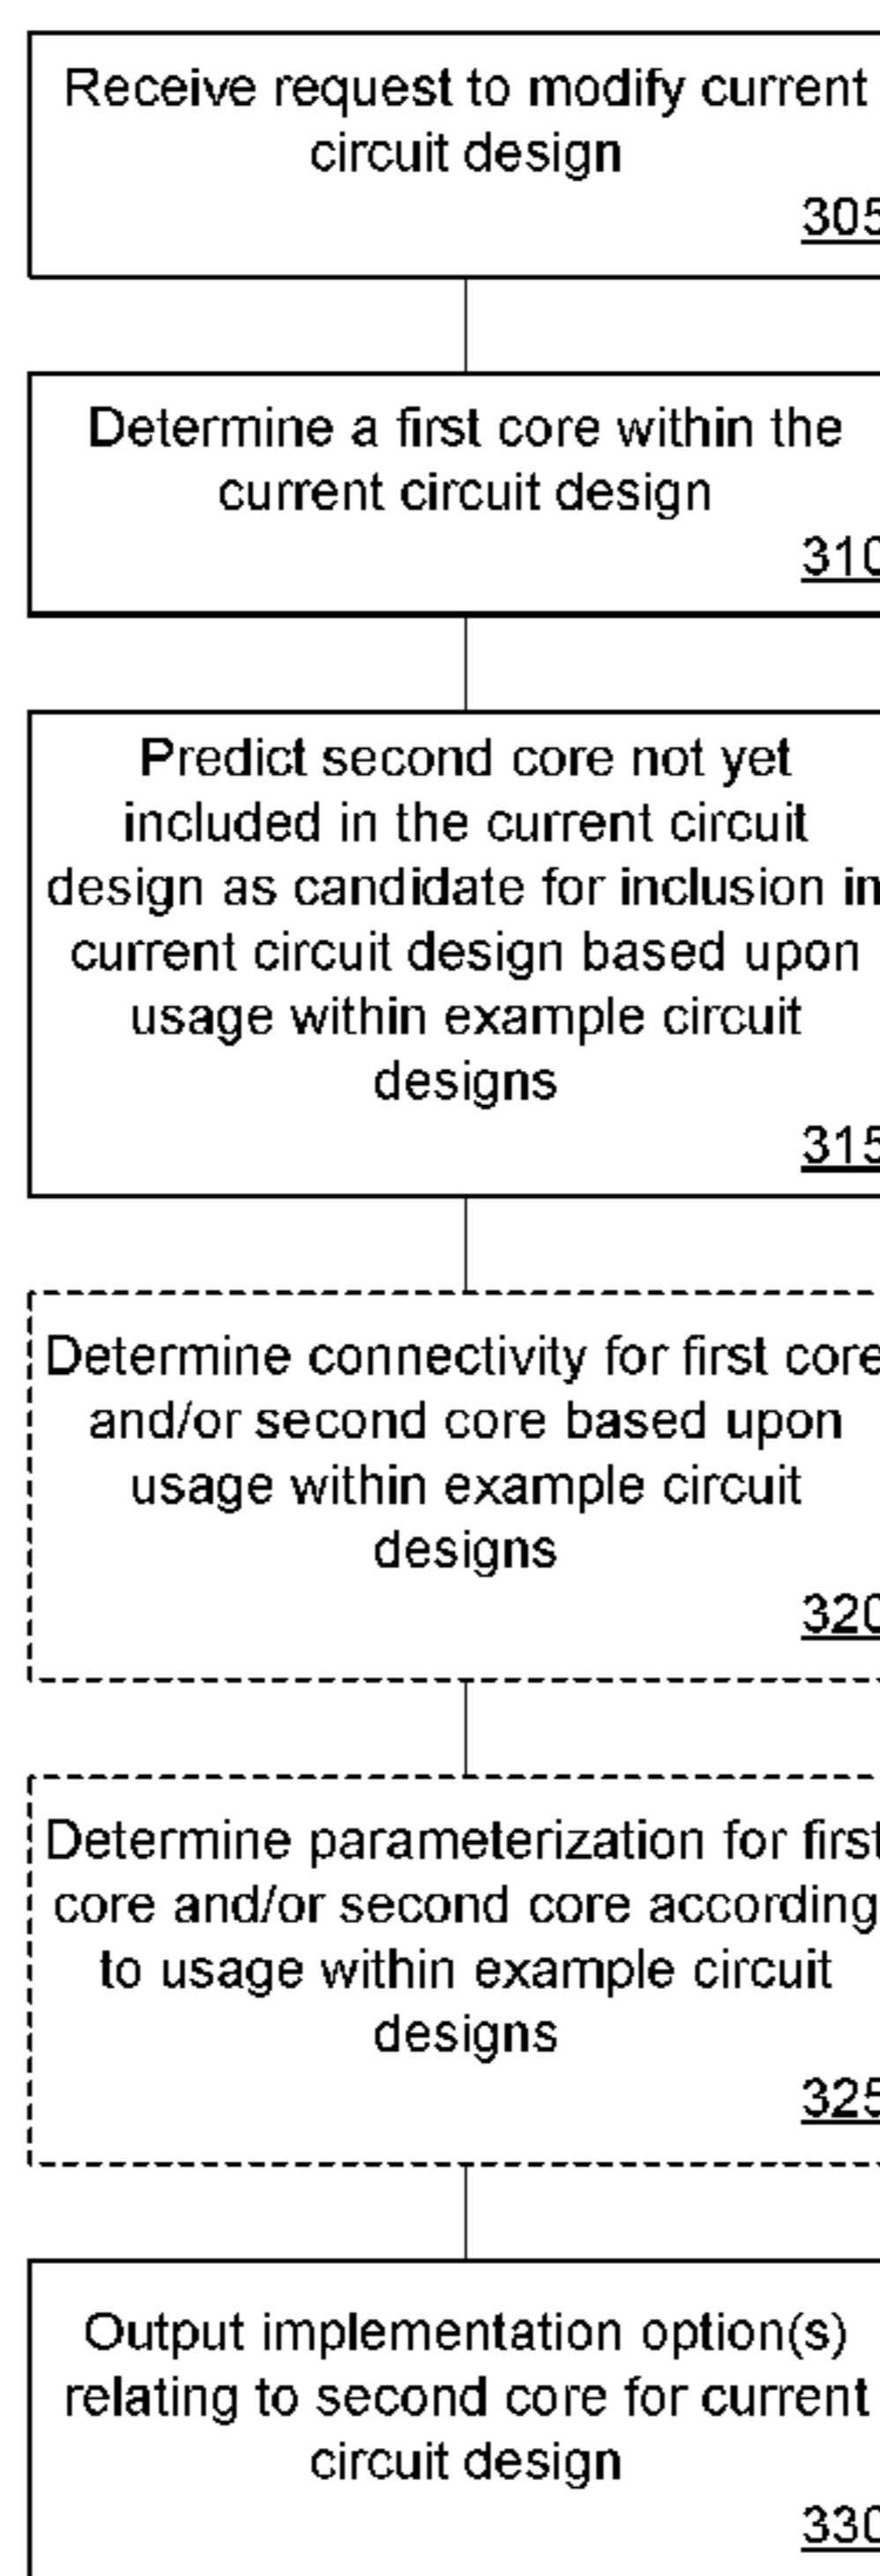 Receive request to modify current
circuit design
305
Determine a first core within the
current circuit design
310
Predict second core not yet
included in the current circuit
design as candidate for inclusion in
current circuit design based upon
usage within example circuit
designs
315
Determine connectivity for first core
and/or second core based upon
usage within example circuit
designs
320
Determine parameterization for first
core and/or second core according
to usage within example circuit
designs
325
Output implementation option(s)
relating to second core for current
circuit design
330